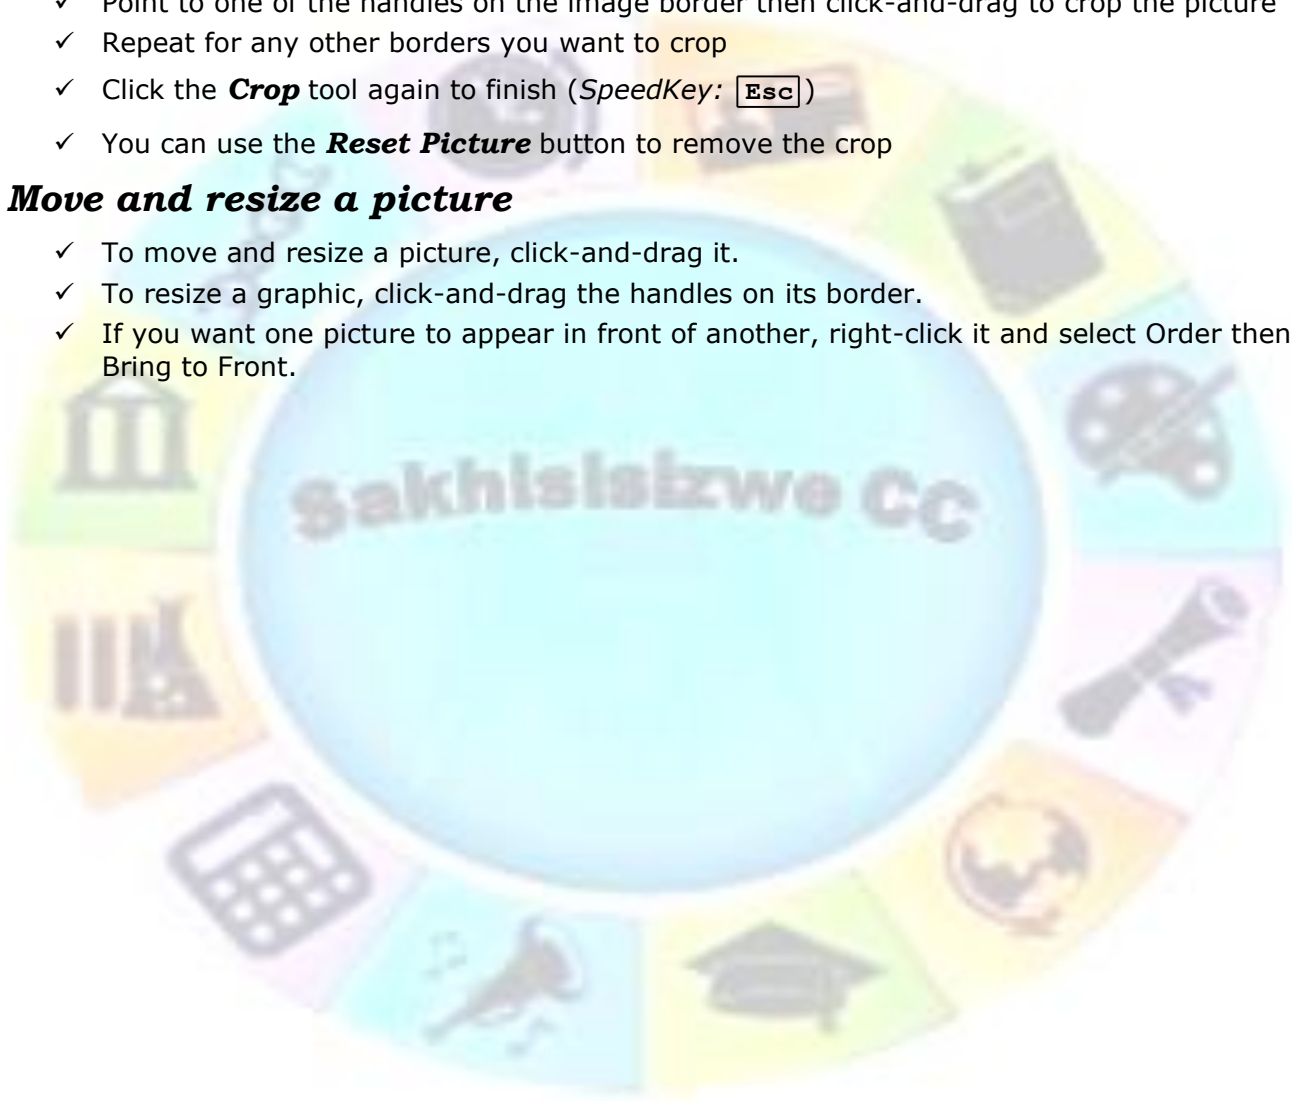 ✓ Point to one of the handles on the image border then click-and-drag to crop the picture
✓ Repeat for any other borders you want to crop
✓ Click the Crop tool again to finish (SpeedKey: Esc)
✓ You can use the Reset Picture button to remove the crop
Move and resize a picture
✓ To move and resize a picture, click-and-drag it.
✓ To resize a graphic, click-and-drag the handles on its border.
✓ If you want one picture to appear in front of another, right-click it and select Order then
Bring to Front.
Sakhisisizwe Cc